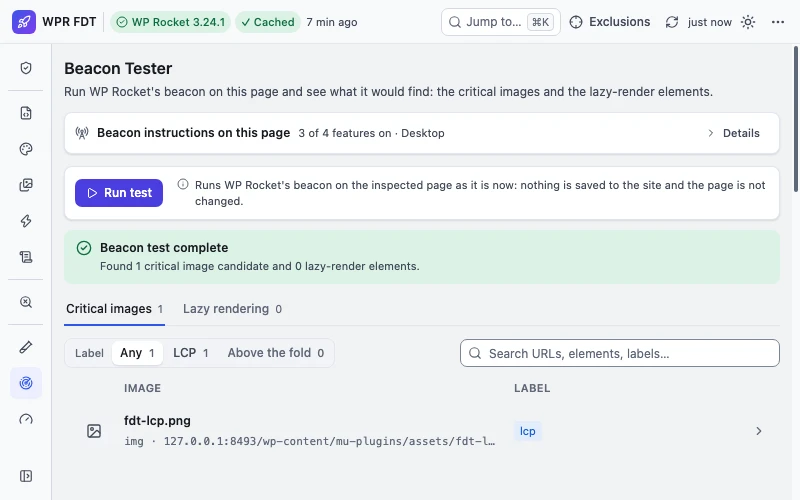 WPR FDT
WP Rocket 3.24.1
Cached
7 min ago
Jump to...
⌘K
Exclusions
just now
Beacon Tester
Run WP Rocket's beacon on this page and see what it would find: the critical images and the lazy-render elements.
Beacon instructions on this page 3 of 4 features on · Desktop
Details
Run test
Runs WP Rocket's beacon on the inspected page as it is now: nothing is saved to the site and the page is not
changed.
Beacon test complete
Found 1 critical image candidate and 0 lazy-render elements.
Critical images 1
Lazy rendering 0
Label
Any 1
LCP 1
Above the fold 0
Search URLs, elements, labels...
IMAGE
LABEL
fdt-lcp.png
img · 127.0.0.1:8493/wp-content/mu-plugins/assets/fdt-l…
lcp